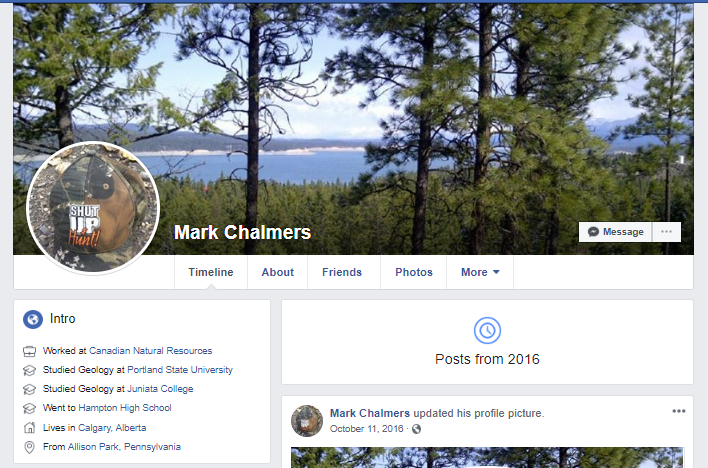 SHUT
UP
Hunt!
Mark Chalmers
Message
Timeline About Friends Photos More
Intro
Worked at Canadian Natural Resources
Studied Geology at Portland State University
Studied Geology at Juniata College
Went to Hampton High School
Lives in Calgary, Alberta
From Allison Park, Pennsylvania
Posts from 2016
Mark Chalmers updated his profile picture.
October 11, 2016 ·